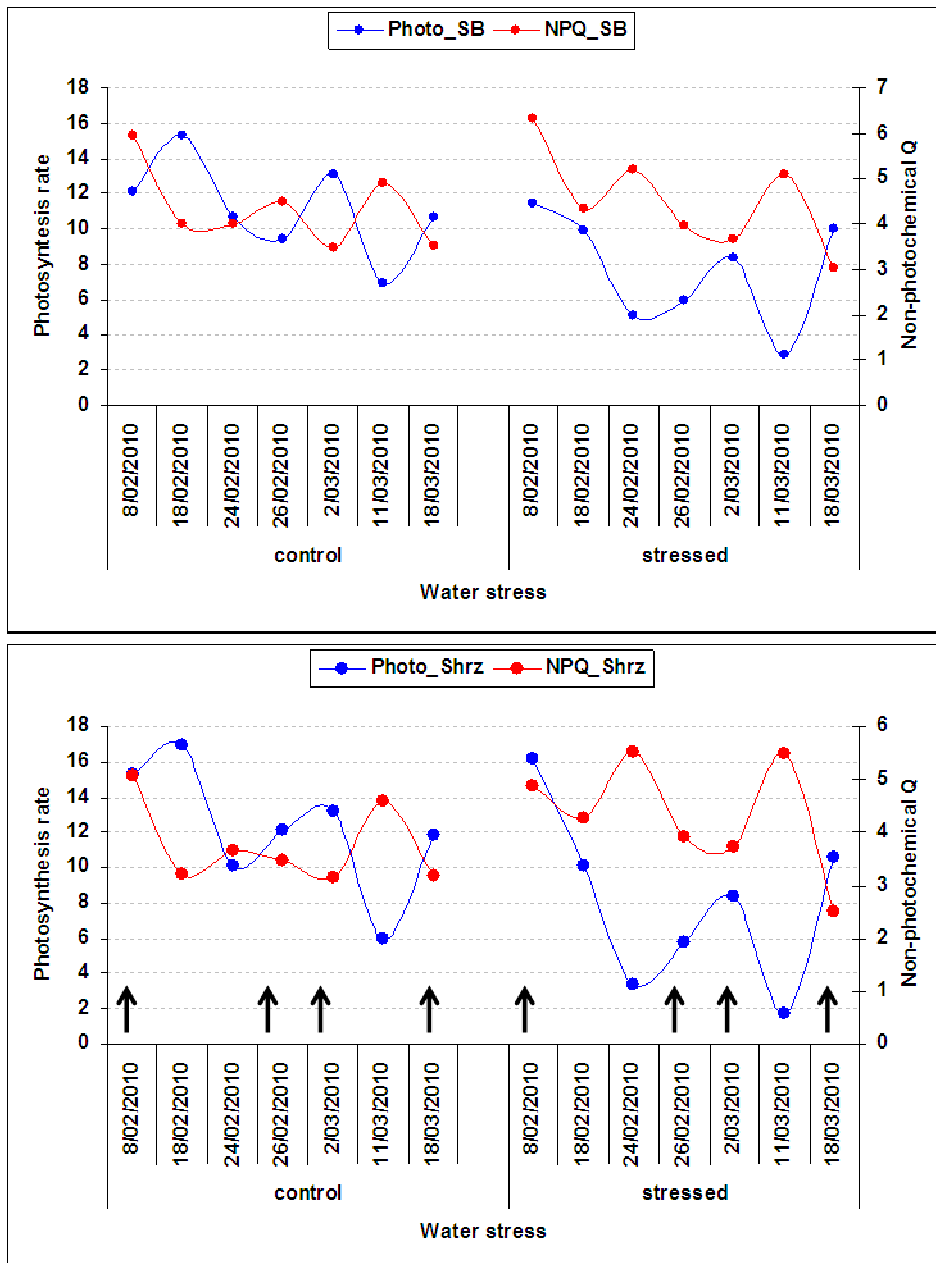 Photo_SB NPQ_SB
Photosyntesis rate
18
16
14
12
10
8
6
4
2
0
7
6
5
4
3
2
1
0
Non-photochemical Q
8/02/2010 18/02/2010 24/02/2010 26/02/2010 2/03/2010 11/03/2010 18/03/2010 8/02/2010 18/02/2010 24/02/2010 26/02/2010 2/03/2010 11/03/2010 18/03/2010
control stressed
Water stress
Photo_Shrz NPQ_Shrz
Photosynthesis rate
18
16
14
12
10
8
6
4
2
0
6
5
4
3
2
1
0
Non-photochemical Q
8/02/2010 18/02/2010 24/02/2010 26/02/2010 2/03/2010 11/03/2010 18/03/2010 8/02/2010 18/02/2010 24/02/2010 26/02/2010 2/03/2010 11/03/2010 18/03/2010
control stressed
Water stress